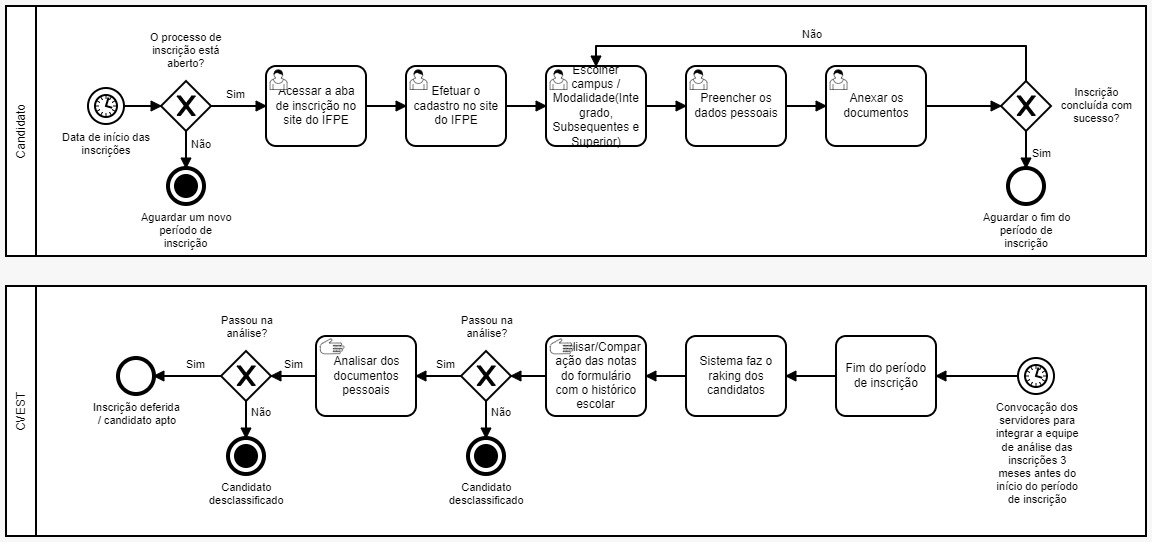 Candidato
O processo de
inscrição está
aberto?
Data de início das
inscrições
Sim
Não
Aguardar um novo
período de
inscrição
Acessar a aba
de inscrição no
site do IFPE
Efetuar o
cadastro no site
do IFPE
Escolher
campus /
Modalidade(Inte
grado,
Subsequentes e
Superior)
Preencher os
dados pessoais
Anexar os
documentos
Não
Inscrição
concluída com
sucesso?
Sim
Aguardar o fim do
período de
inscrição
CVEST
Inscrição deferida
/ candidato apto
Sim
Passou na
análise?
Não
Candidato
desclassificado
Sim
Analisar dos
documentos
pessoais
Sim
Passou na
análise?
Não
Candidato
desclassificado
lisar/Compar
ação das notas
do formulário
com o histórico
escolar
Sistema faz o
raking dos
candidatos
Fim do período
de inscrição
Convocação dos
servidores para
integrar a equipe
de análise das
inscrições 3
meses antes do
início do período
de inscrição